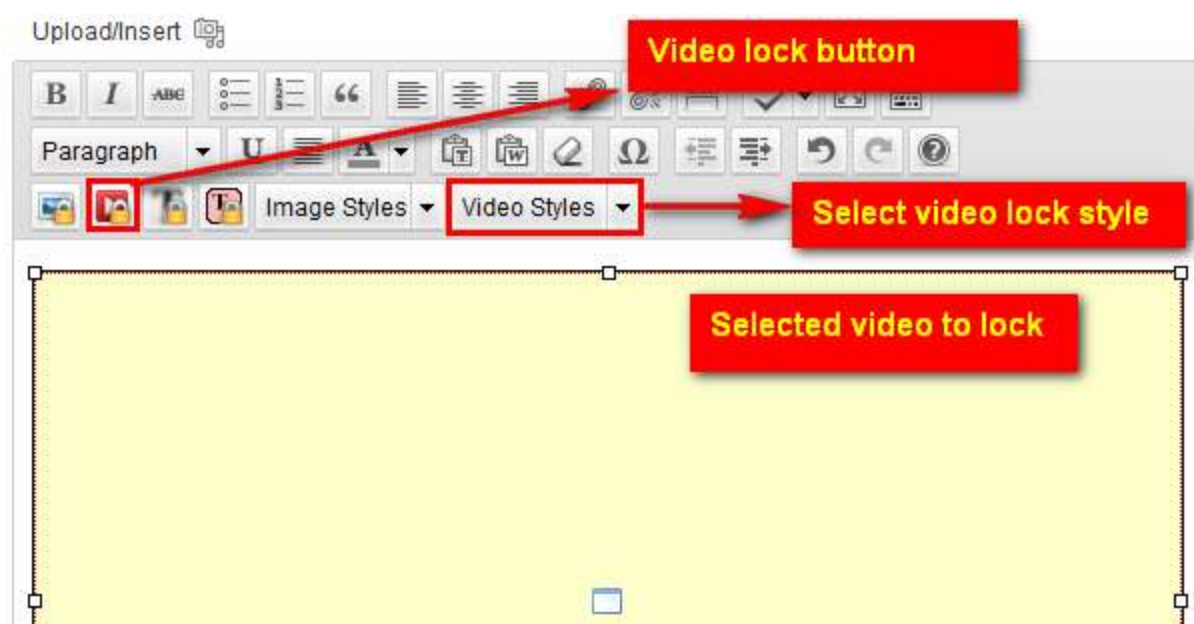 Upload/Insert
Video lock button
B I ABC
Paragraph U A T W Ω
T T Image Styles Video Styles
Select video lock style
Selected video to lock